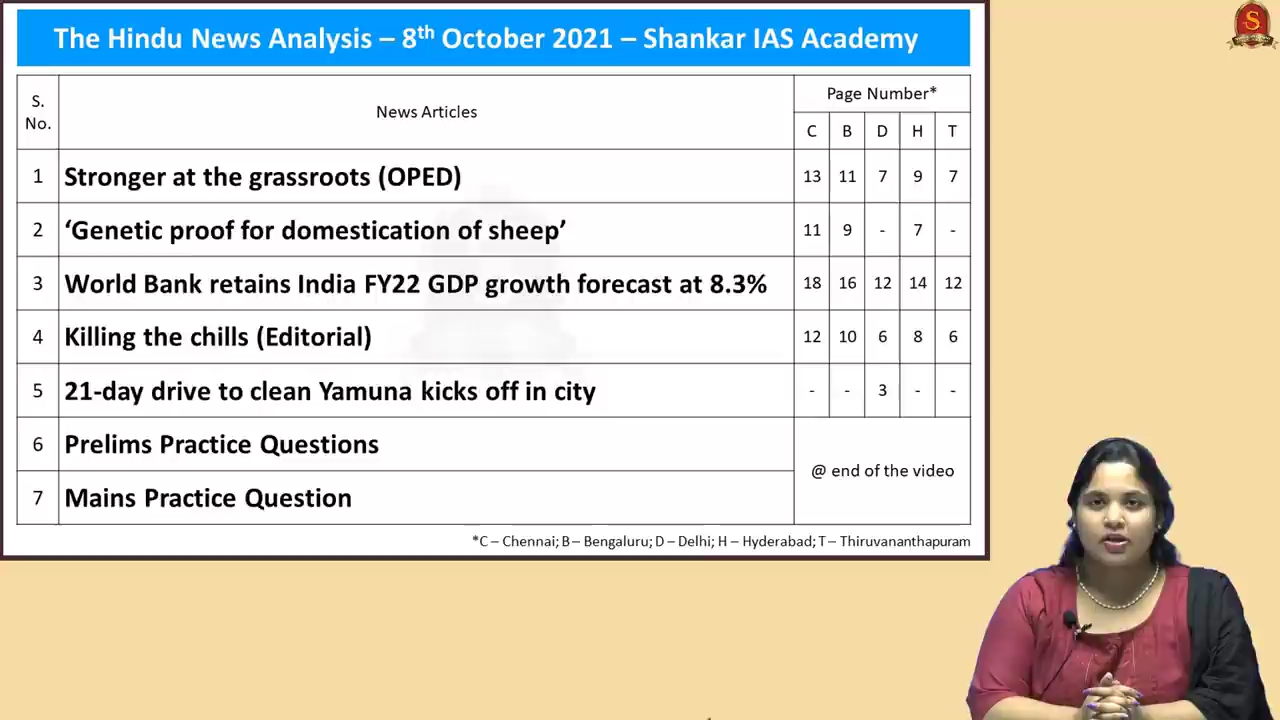 The Hindu News Analysis – 8th October 2021 – Shankar IAS Academy
S. No. News Articles Page Number*
C B D H T
1 Stronger at the grassroots (OPED) 13 11 7 9 7
2 ‘Genetic proof for domestication of sheep’ 11 9 - 7 -
3 World Bank retains India FY22 GDP growth forecast at 8.3% 18 16 12 14 12
4 Killing the chills (Editorial) 12 10 6 8 6
5 21-day drive to clean Yamuna kicks off in city - - 3 - -
6 Prelims Practice Questions
@ end of the video
7 Mains Practice Question
*C – Chennai; B – Bengaluru; D – Delhi; H – Hyderabad; T – Thiruvananthapuram